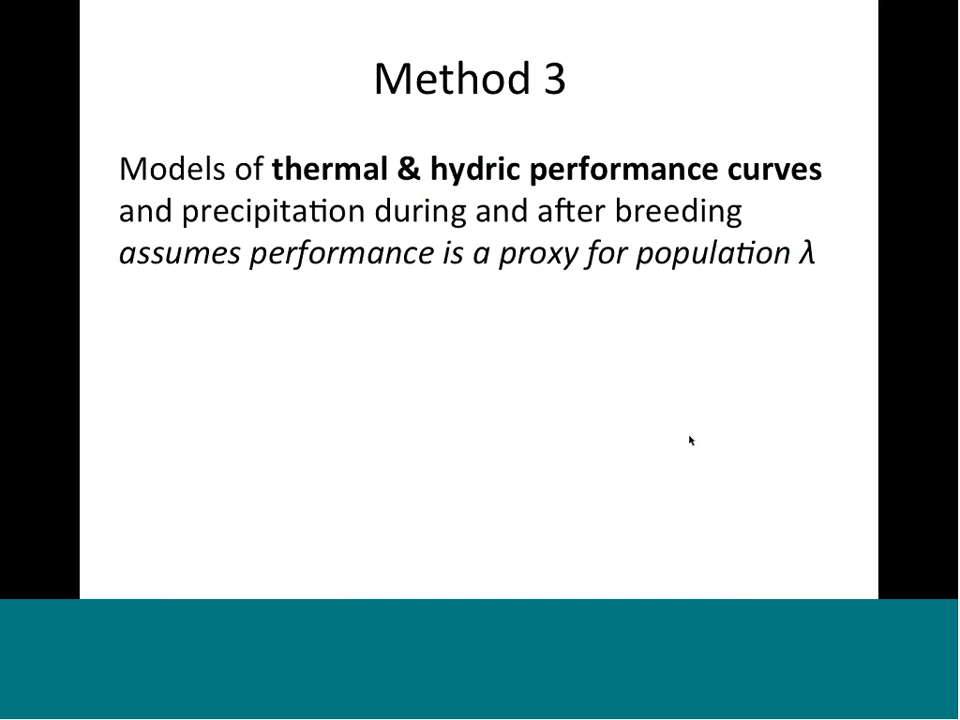 Method 3
Models of thermal & hydric performance curves
and precipitation during and after breeding
assumes performance is a proxy for population λ